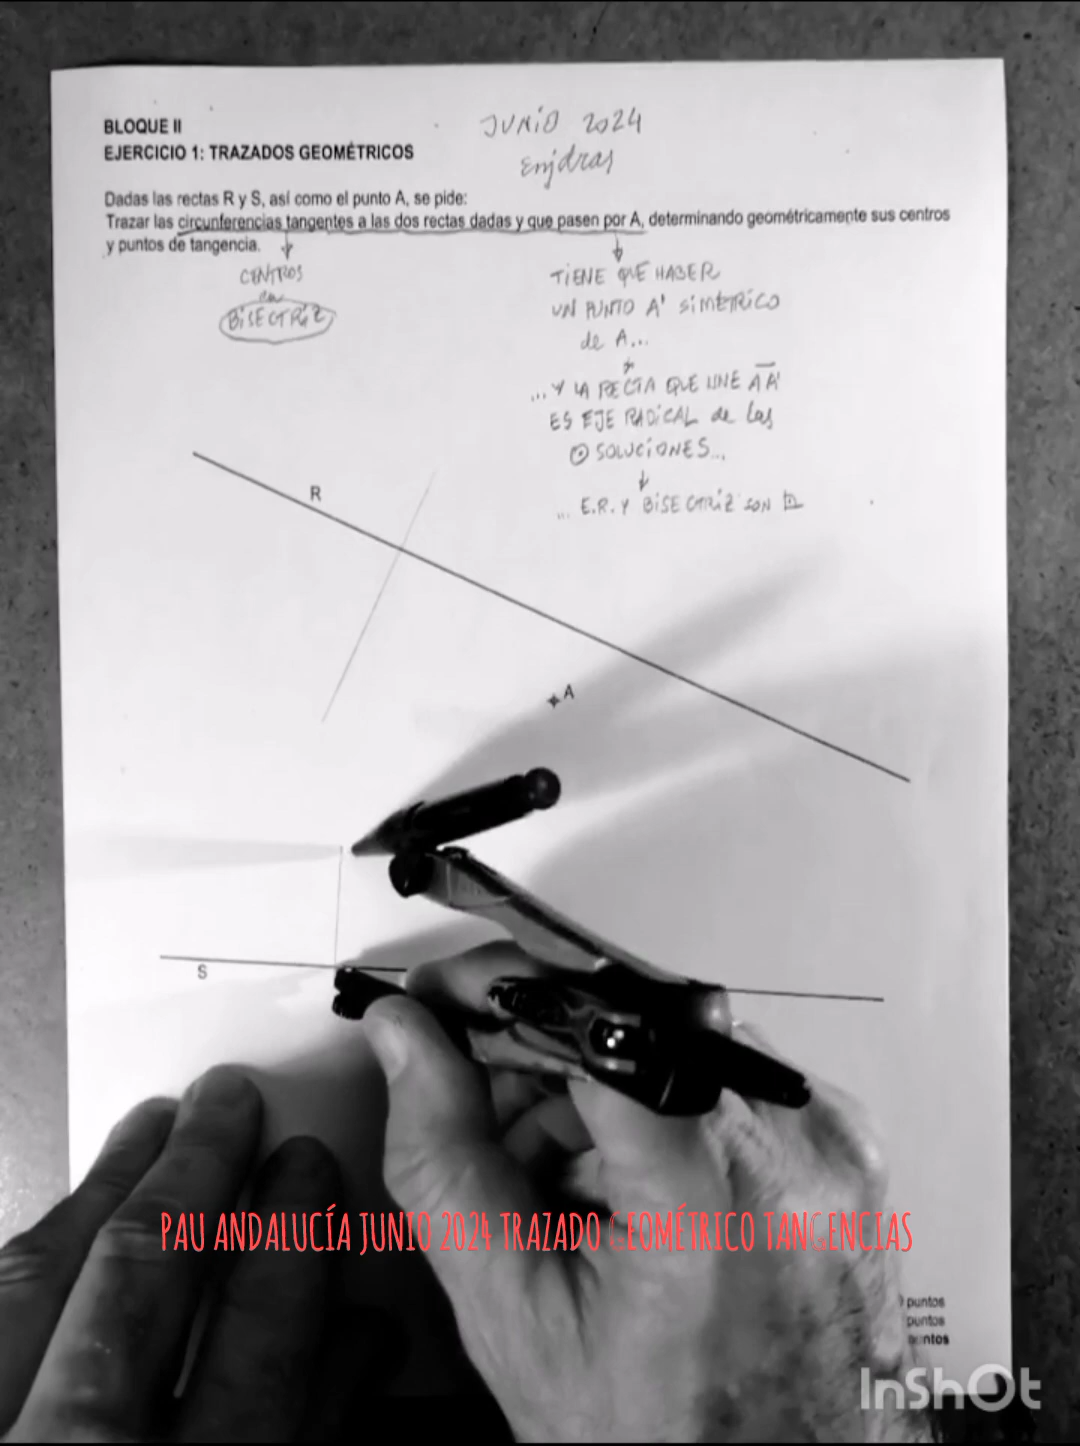 BLOQUE II
EJERCICIO 1: TRAZADOS GEOMÉTRICOS
JUNIO 2024
Dadas las rectas R y S, así como el punto A, se pide:
Trazar las circunferencias tangentes a las dos rectas dadas y que pasen por A, determinando geométricamente sus centros
y puntos de tangencia.
CENTROS
en
BISECTRIZ
TIENE QUE HABER
UN PUNTO A' SIMÉTRICO
de A...
...Y LA RECTA QUE UNE AA'
ES EJE RADICAL de las
SOLUCIONES...
... E.R. Y BISECTRIZ SON
R
A
S
PAU ANDALUCÍA JUNIO 2024 TRAZADO GEOMÉTRICO TANGENCIAS
puntos
puntos
puntos
InShOt